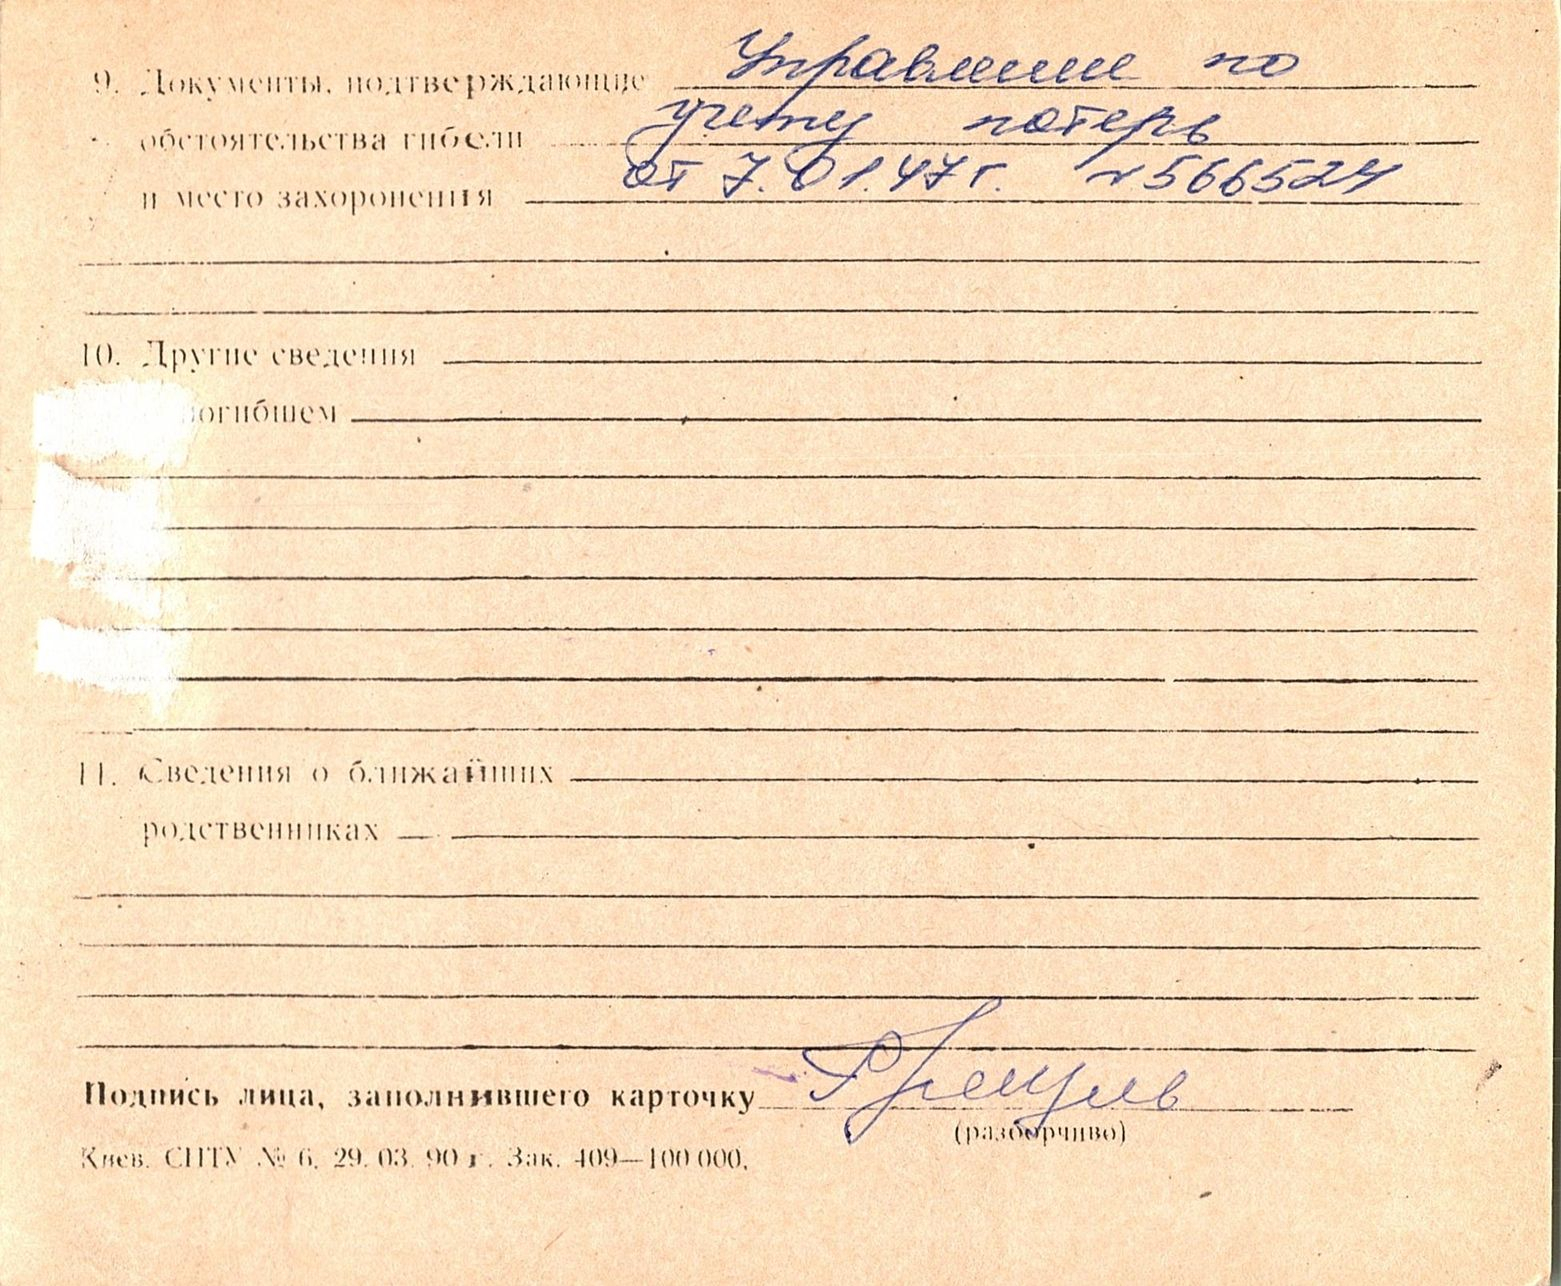 9. Документы, подтверждающие Управление по
обстоятельства гибели учету потерь
и место захоронения от 7.01.47 г. № 566524
10. Другие сведения
погибшем
11. Сведения о ближайших
родственниках
Подпись лица, заполнившего карточку
(разборчиво)
Киев. СПТУ № 6. 29. 03. 90 г. Зак. 409—100 000.